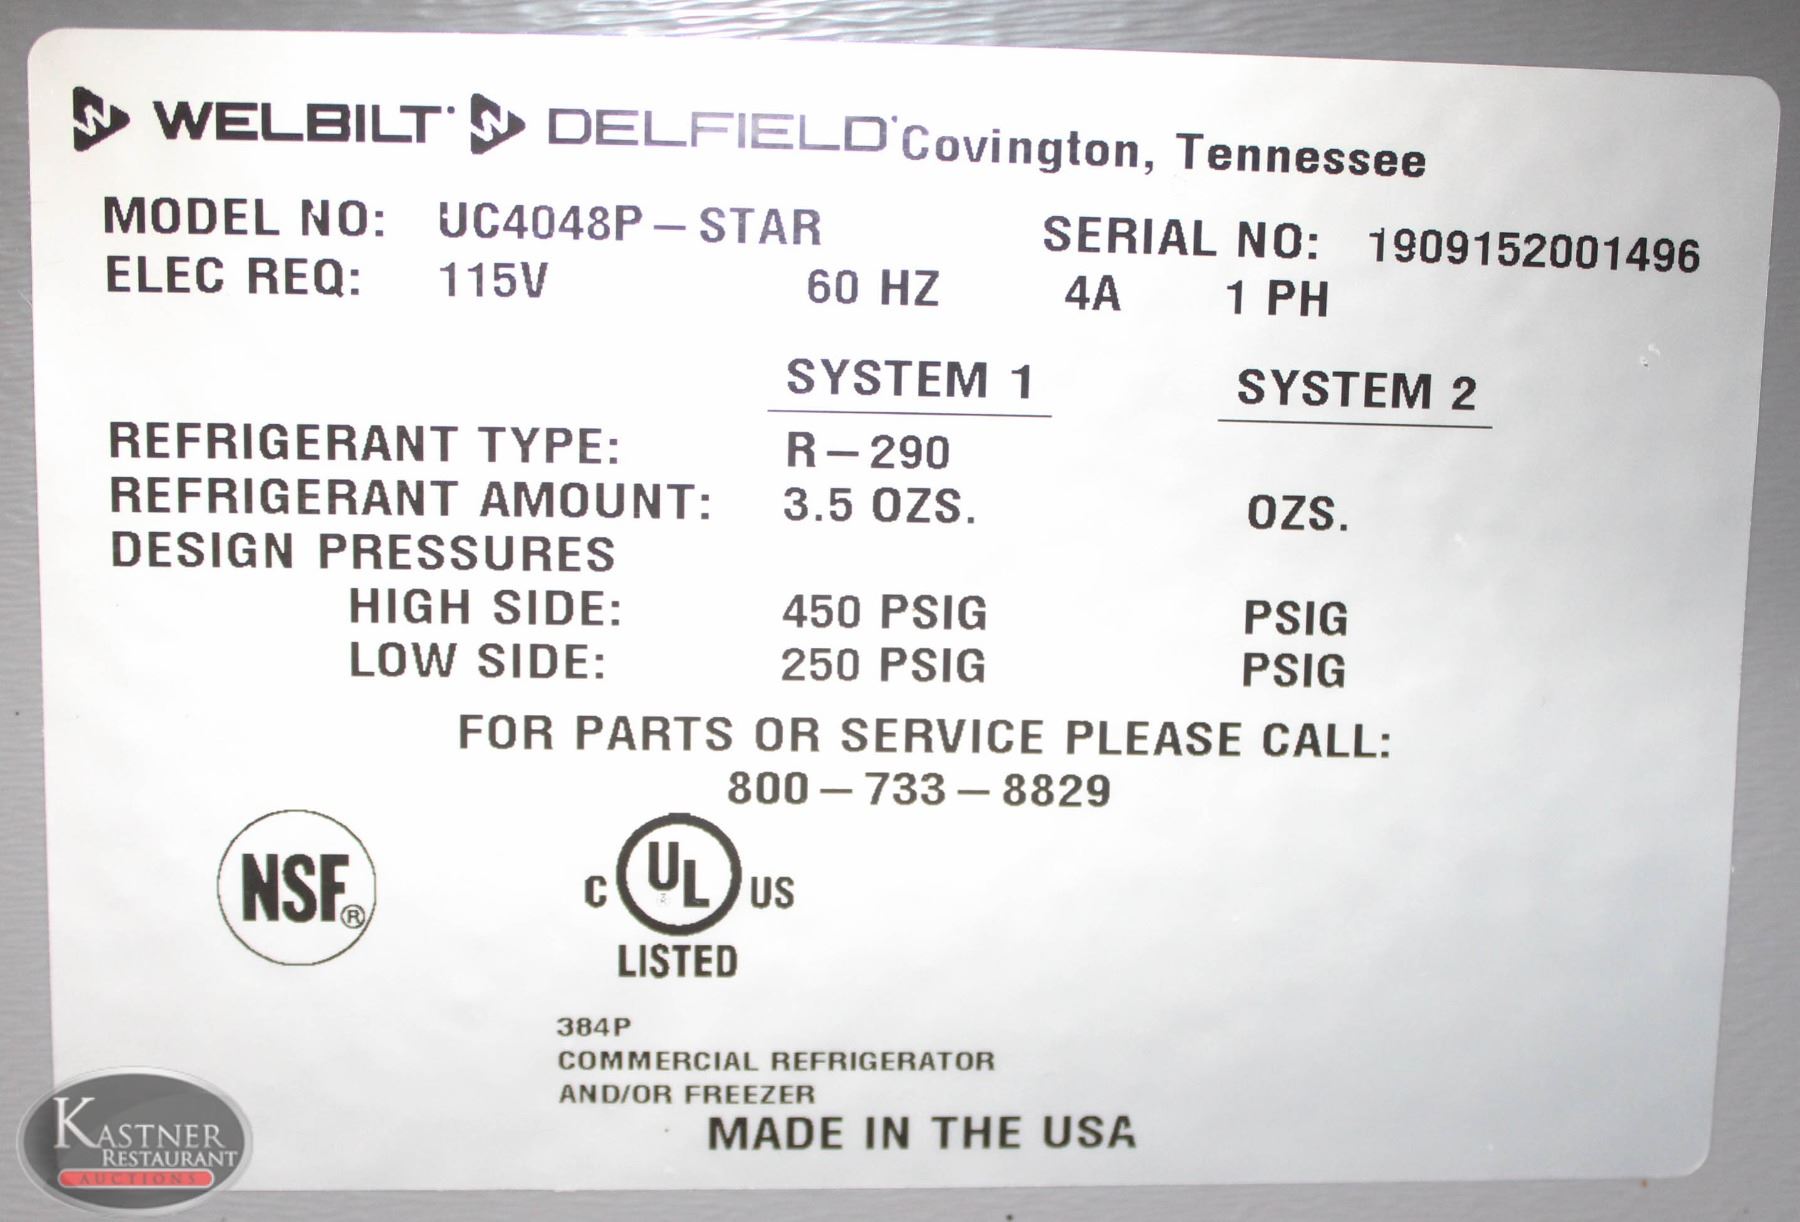 WELBILT DELFIELD Covington, Tennessee
MODEL NO: UC4048P-STAR SERIAL NO: 1909152001496
ELEC REQ: 115V 60 HZ 4A 1 PH
SYSTEM 1 SYSTEM 2
REFRIGERANT TYPE: R-290
REFRIGERANT AMOUNT: 3.5 OZS. OZS.
DESIGN PRESSURES
HIGH SIDE: 450 PSIG PSIG
LOW SIDE: 250 PSIG PSIG
FOR PARTS OR SERVICE PLEASE CALL:
800-733-8829
NSF®
C UL US
LISTED
384P
COMMERCIAL REFRIGERATOR
AND/OR FREEZER
MADE IN THE USA
KASTNER
RESTAURANT
AUCTIONS